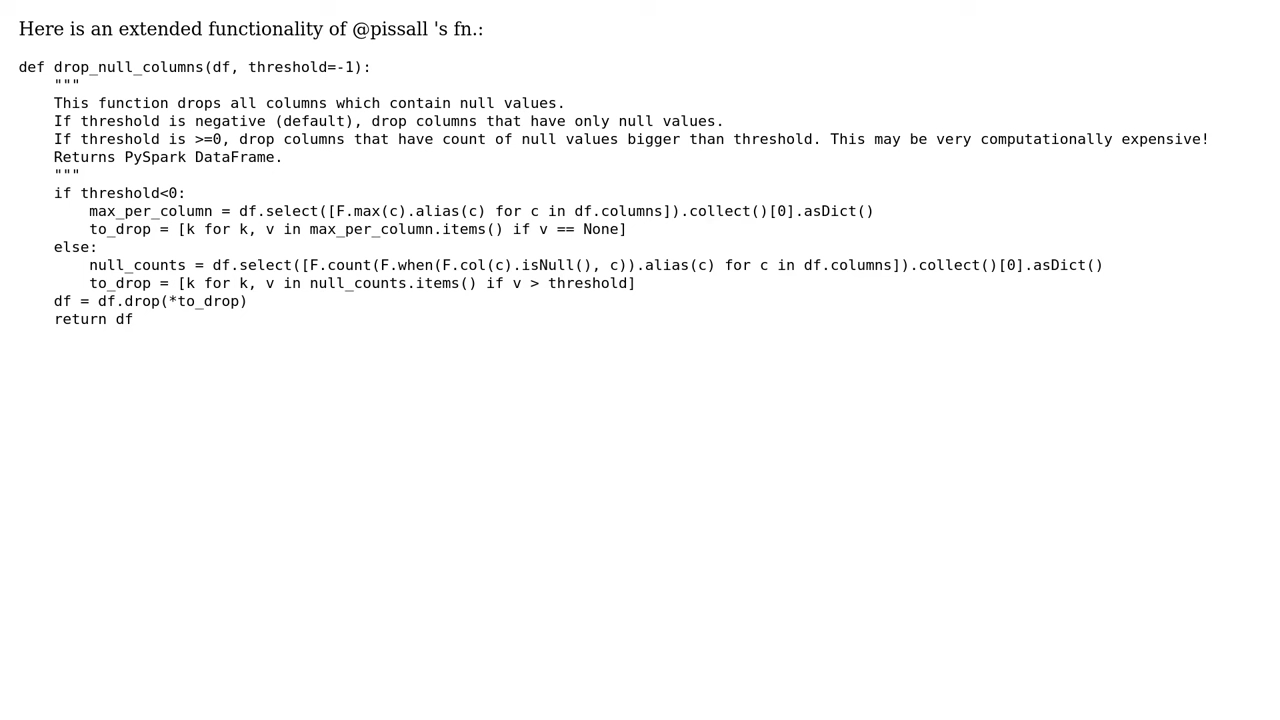 Here is an extended functionality of @pissall 's fn.:
def drop_null_columns(df, threshold=-1):
    """
    This function drops all columns which contain null values.
    If threshold is negative (default), drop columns that have only null values.
    If threshold is >=0, drop columns that have count of null values bigger than threshold. This may be very computationally expensive!
    Returns PySpark DataFrame.
    """
    if threshold<0:
        max_per_column = df.select([F.max(c).alias(c) for c in df.columns]).collect()[0].asDict()
        to_drop = [k for k, v in max_per_column.items() if v == None]
    else:
        null_counts = df.select([F.count(F.when(F.col(c).isNull(), c)).alias(c) for c in df.columns]).collect()[0].asDict()
        to_drop = [k for k, v in null_counts.items() if v > threshold]
    df = df.drop(*to_drop)
    return df